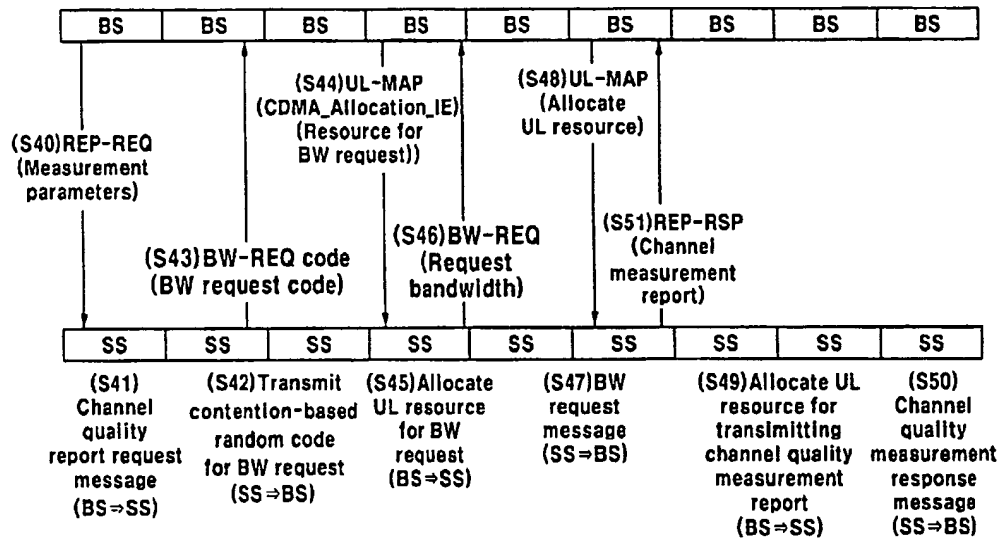 BS BS BS BS BS BS BS BS
(S40)REP-REQ
(Measurement
parameters)
(S43)BW-REQ code
(BW request code)
(S44)UL-MAP
(CDMA_Allocation_IE)
(Resource for
BW request))
(S46)BW-REQ
(Request
bandwidth)
(S48)UL-MAP
(Allocate
UL resource)
(S51)REP-RSP
(Channel
measurement
report)
SS SS SS SS SS SS SS SS
(S41)
Channel
quality
report request
message
(BS⇒SS)
(S42)Transmit
contention-based
random code
for BW request
(SS⇒BS)
(S45)Allocate
UL resource
for BW
request
(BS⇒SS)
(S47)BW
request
message
(SS⇒BS)
(S49)Allocate UL
resource for
transimitting
channel quality
measurement
report
(BS⇒SS)
(S50)
Channel
quality
measurement
response
message
(SS⇒BS)